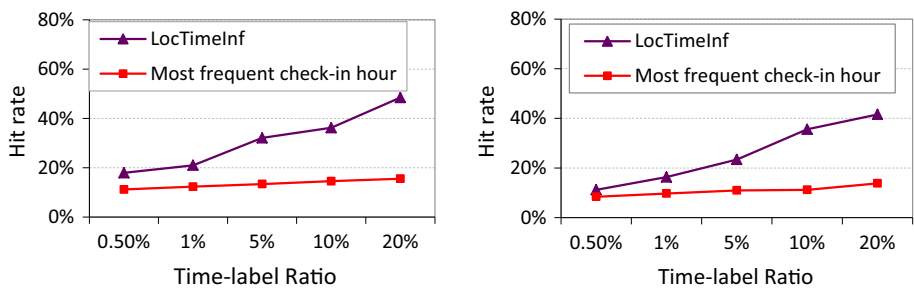 80%
60%
40%
20%
0%
Hit rate
LocTimeInf
Most frequent check-in hour
0.50% 1% 5% 10% 20%
Time-label Ratio
80%
60%
40%
20%
0%
Hit rate
LocTimeInf
Most frequent check-in hour
0.50% 1% 5% 10% 20%
Time-label Ratio